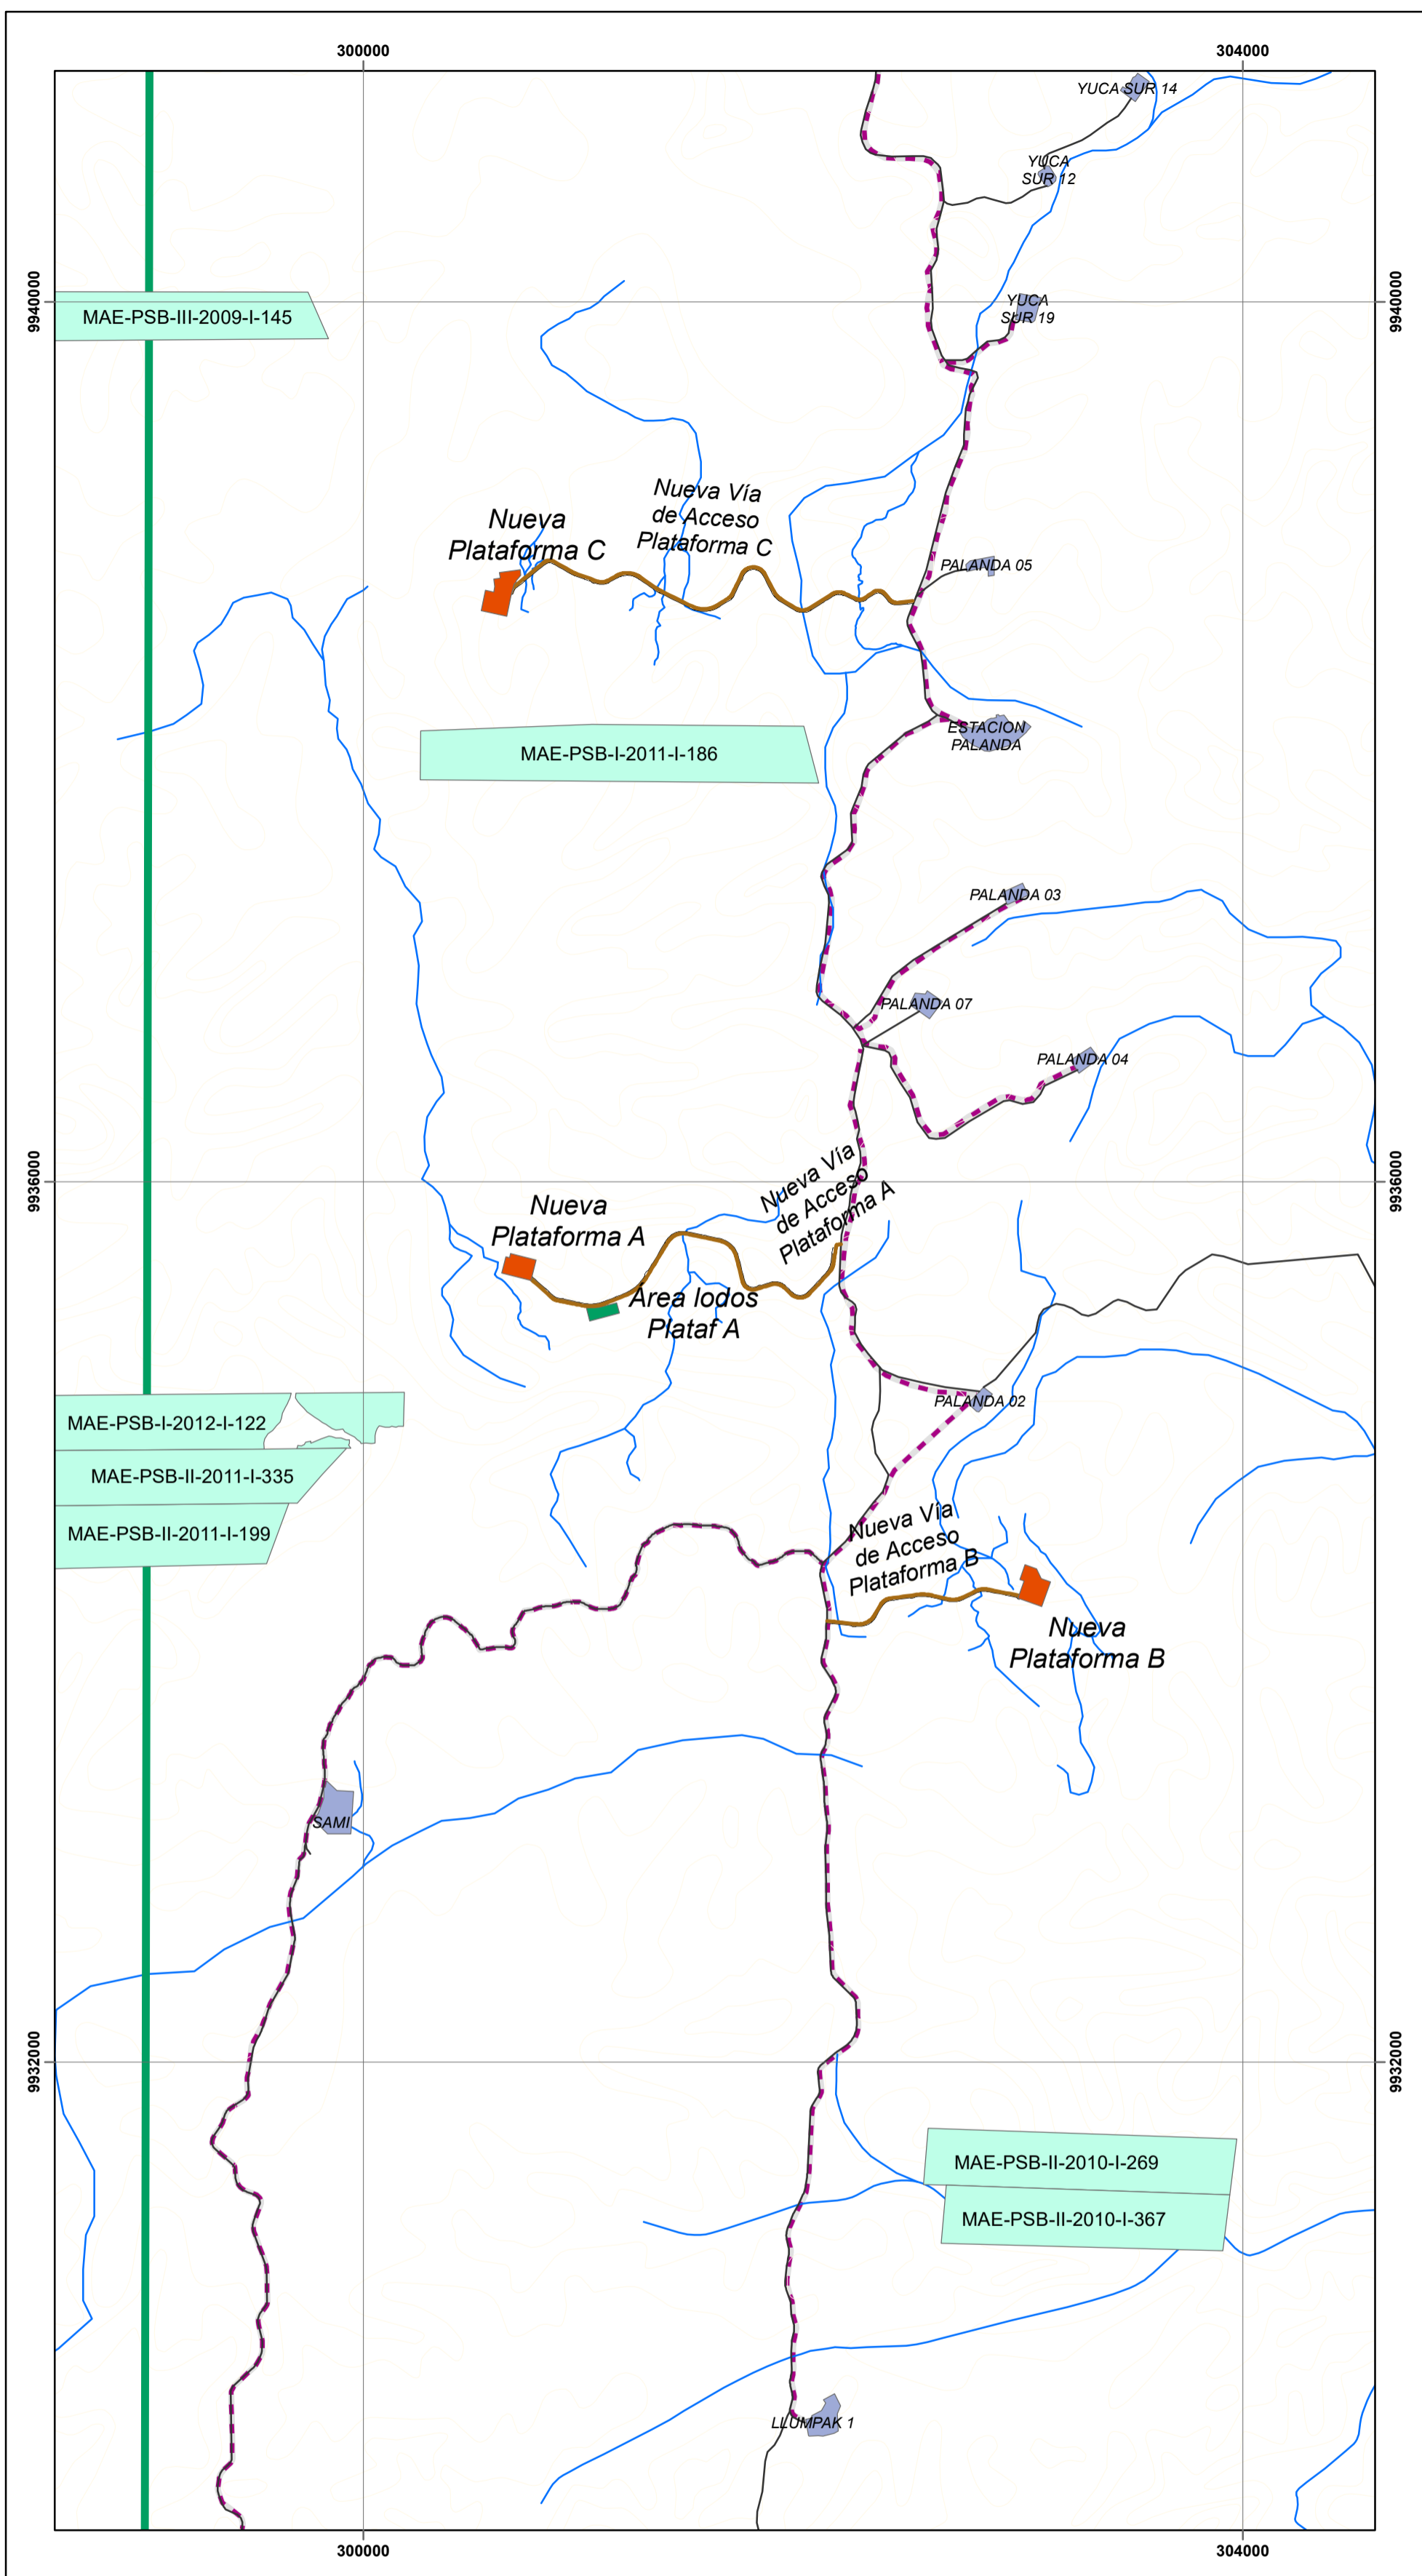 300000
304000
YUCA SUR 14
YUCA
SUR 12
9940000
MAE-PSB-III-2009-I-145
YUCA
SUR 19
9940000
Nueva
Plataforma C
Nueva Vía
de Acceso
Plataforma C
PALANDA 05
MAE-PSB-I-2011-I-186
ESTACION
PALANDA
PALANDA 03
PALANDA 07
PALANDA 04
9936000
Nueva
Plataforma A
Nueva Vía
de Acceso
Plataforma A
9936000
Area lodos
Plataf A
MAE-PSB-I-2012-I-122
MAE-PSB-II-2011-I-335
MAE-PSB-II-2011-I-199
PALANDA 02
Nueva Vía
de Acceso
Plataforma B
Nueva
Plataforma B
SAMI
9932000
9932000
MAE-PSB-II-2010-I-269
MAE-PSB-II-2010-I-367
LLUMPAK 1
300000
304000